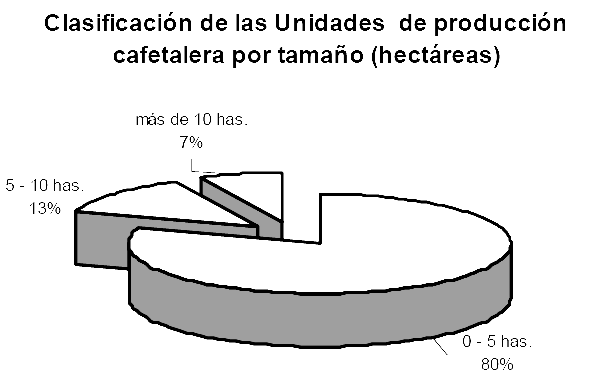 Clasificación de las Unidades de producción
cafetalera por tamaño (hectáreas)
más de 10 has.
7%
5 - 10 has.
13%
0 - 5 has.
80%